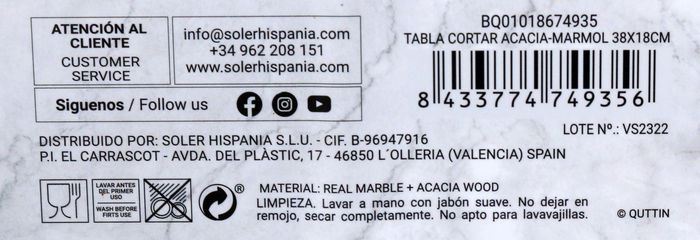 ATENCIÓN AL
CLIENTE
CUSTOMER
SERVICE
info@solerhispania.com
+34 962 208 151
www.solerhispania.com
Siguenos / Follow us
BQ01018674935
TABLA CORTAR ACACIA-MARMOL 38X18CM
8 433774 749356
LOTE Nº.: VS2322
DISTRIBUIDO POR: SOLER HISPANIA S.L.U. - CIF. B-96947916
P.I. EL CARRASCOT - AVDA. DEL PLÀSTIC, 17 - 46850 L´OLLERIA (VALENCIA) SPAIN
LAVAR ANTES
DEL PRIMER
USO
WASH BEFORE
FIRTS USE
MATERIAL: REAL MARBLE + ACACIA WOOD
LIMPIEZA. Lavar a mano con jabón suave. No dejar en
remojo, secar completamente. No apto para lavavajillas.
© QUTTIN